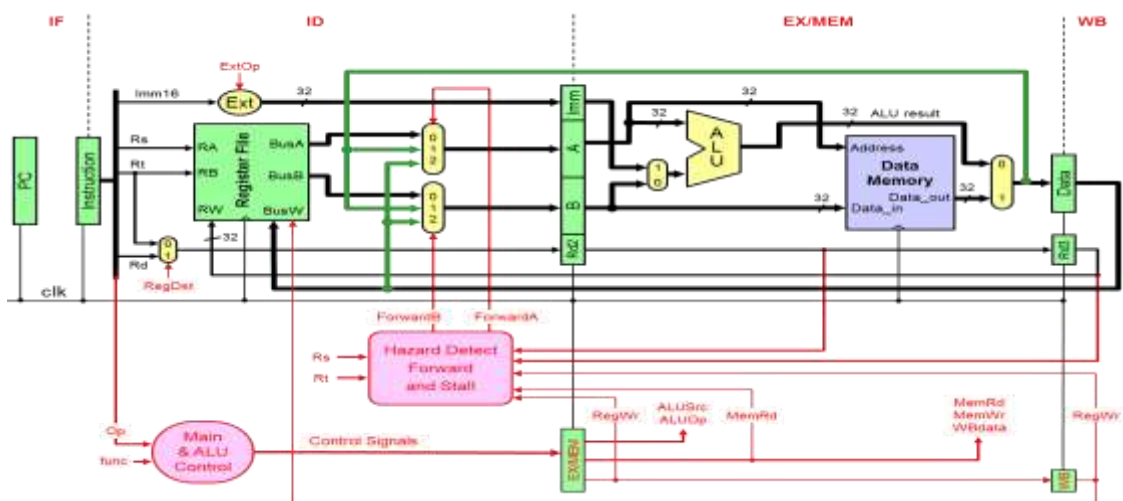 IF
ID
EX/MEM
WB
ExtOp
Imm16
Ext
32
Imm
32
32
ALU result
32
Rs
Rt
RA
RB
RW
Register File
BusA
BusB
BusW
0
1
2
0
1
2
A
B
1
0
ALU
Address
Data
Memory
Data_out
Data_in
32
32
0
1
Data
PC
Instruction
32
0
1
Rd
RegDst
Rd2
Rd3
clk
ForwardB
ForwardA
Rs
Rt
Hazard Detect
Forward
and Stall
RegWr
ALUSrc
ALUOp
MemRd
MemRd
MemWr
WBdata
RegWr
Op
func
Main
& ALU
Control
Control Signals
EX/MEM
WB